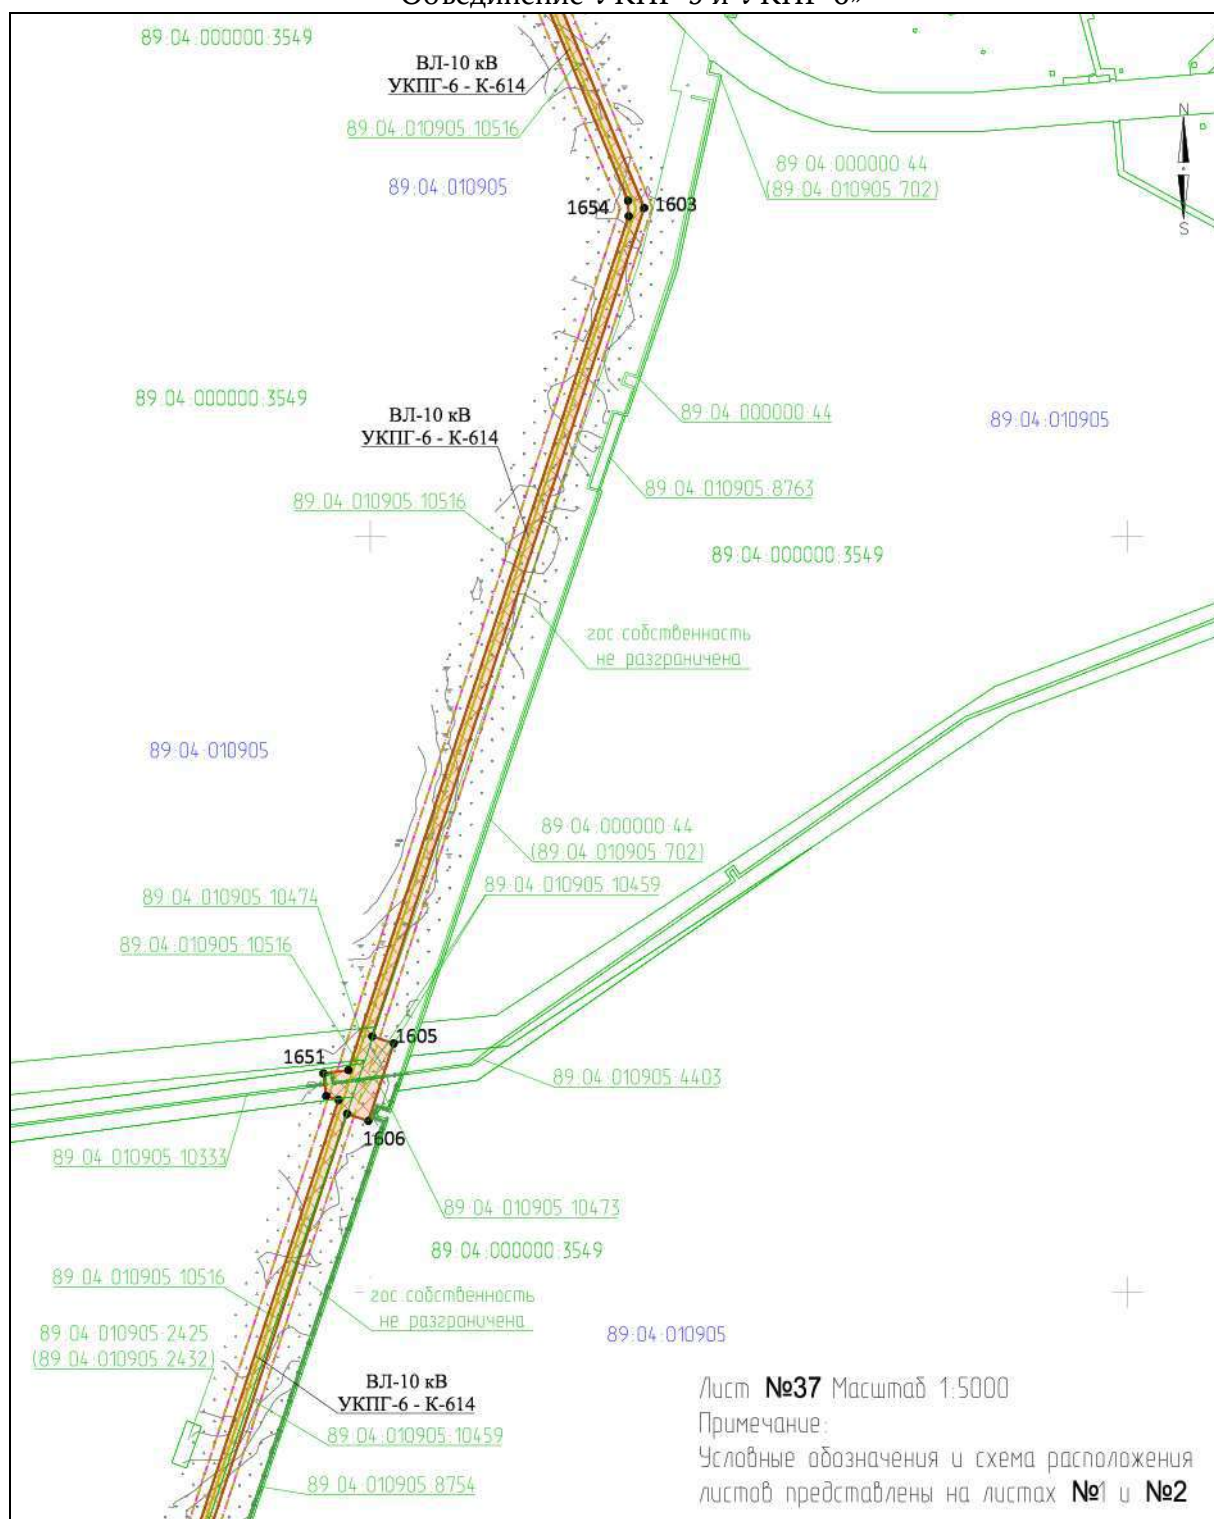 Объединение УКПГ-5 и УКПГ-6»
89:04:000000:3549
ВЛ-10 кВ
УКПГ-6 - К-614
89:04:010905:10516
89:04:010905
89:04:000000:44
(89:04:010905:702)
N
S
1654
1603
89:04:000000:3549
ВЛ-10 кВ
УКПГ-6 - К-614
89:04:000000:44
89:04:010905
89:04:010905:10516
89:04:010905:8763
89:04:000000:3549
гос.собственность
не разграничена
89:04:010905
89:04:000000:44
(89:04:010905:702)
89:04:010905:10459
89:04:010905:10474
89:04:010905:10516
1605
1651
89:04:010905:4403
1606
89:04:010905:10333
89:04:010905:10473
89:04:000000:3549
89:04:010905:10516
гос.собственность
не разграничена
89:04:010905:2425
(89:04:010905:2432)
89:04:010905
ВЛ-10 кВ
УКПГ-6 - К-614
89:04:010905:10459
89:04:010905:8754
Лист №37 Масштаб 1:5000
Примечание:
Условные обозначения и схема расположения
листов представлены на листах №1 и №2